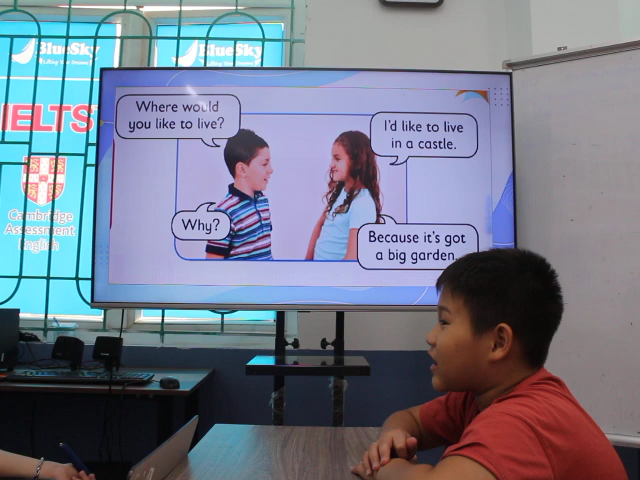 BlueSky
BlueSky
IELTS
Cambridge
Assessment
English
Where would
you like to live?
I'd like to live
in a castle.
Why?
Because it's got
a big garden.